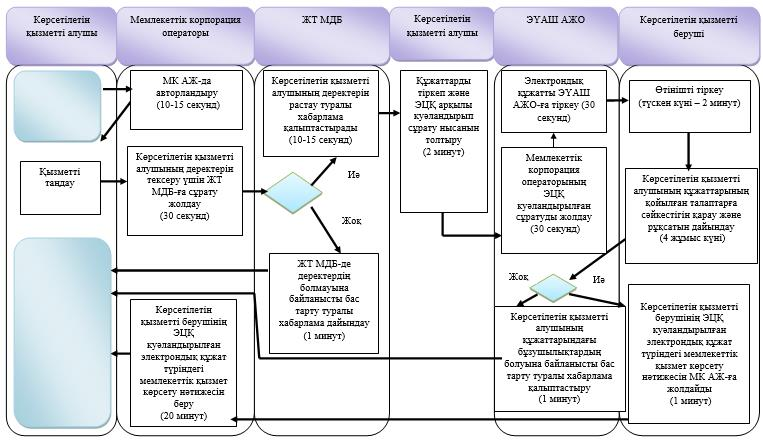 Көрсетілетін
қызметті алушы
Мемлекеттік корпорация
операторы
ЖТ МДБ
Көрсетілетін
қызметті алушы
ЭҮАШ АЖО
Көрсетілетін қызметті
беруші
МК АЖ-да
авторландыру
(10-15 секунд)
Қызметті
таңдау
Көрсетілетін қызметті
алушының деректерін
тексеру үшін ЖТ
МДБ-ға сұрату
жолдау
(30 секунд)
Көрсетілетін қызметті
берушінің ЭЦҚ
куәландырылған
электрондық құжат
түріндегі
мемлекеттік қызмет
көрсету нәтижесін
беру
(20 минут)
Көрсетілетін қызметті
алушының деректерін
растау туралы
хабарлама
қалыптастырады
(10-15 секунд)
Иә
Жоқ
ЖТ МДБ-де
деректердің
болмауына
байланысты бас
тарту туралы
хабарлама дайындау
(1 минут)
Құжаттарды
тіркеп және
ЭЦҚ арқылы
куәландырып
сұрату нысанын
толтыру
(2 минут)
Электрондық
құжатты ЭҮАШ
АЖО-ға тіркеу (30
секунд)
Мемлекеттік
корпорация
операторының
ЭЦҚ
куәландырылған
сұратуды жолдау
(30 секунд)
Жоқ
Иә
Көрсетілетін қызметті
алушының
құжаттарындағы
бұзушылықтардың
болуына байланысты бас
тарту туралы хабарлама
қалыптастыру
(1 минут)
Өтінішті тіркеу
(түскен күні – 2 минут)
Көрсетілетін қызметті
алушының құжаттарының
қойылған талаптарға
сәйкестігін қарау және
рұқсатын дайындау
(4 жұмыс күні)
Көрсетілетін қызметті
берушінің ЭЦҚ
куәландырылған
электрондық құжат
түріндегі мемлекеттік
қызмет көрсету
нәтижесін МК АЖ-ға
жолдайды
(1 минут)